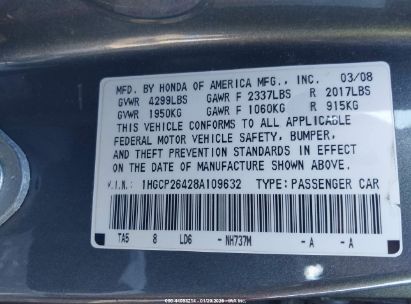 MFD. BY HONDA OF AMERICA MFG., INC. 03/08
GVWR 4299LBS GAWR F 2337LBS R 2017LBS
GVWR 1950KG GAWR F 1060KG R 915KG
THIS VEHICLE CONFORMS TO ALL APPLICABLE
FEDERAL MOTOR VEHICLE SAFETY, BUMPER,
AND THEFT PREVENTION STANDARDS IN EFFECT
ON THE DATE OF MANUFACTURE SHOWN ABOVE.
V.I.N.: 1HGCP26428A109632 TYPE: PASSENGER CAR
TA5 8 LD6 - NH737M - A - A